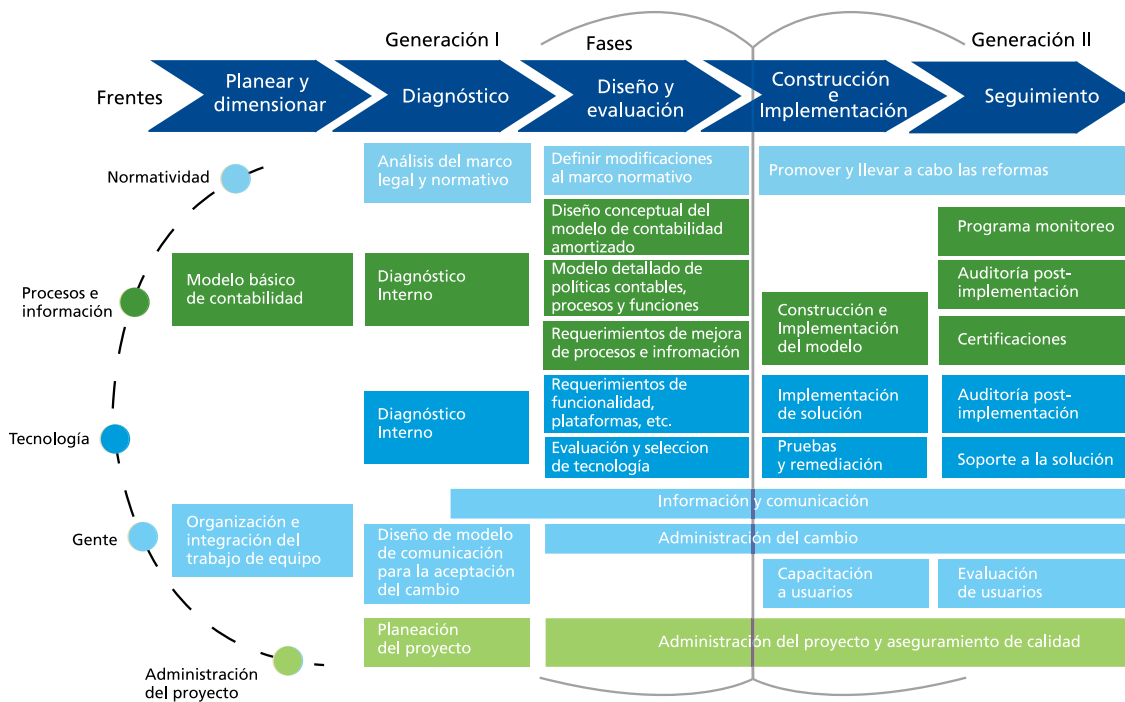 Generación I
Fases
Generación II
Frentes
Planear y
dimensionar
Diagnóstico
Diseño y
evaluación
Construcción
e
Implementación
Seguimiento
Normatividad
Análisis del marco
legal y normativo
Definir modificaciones
al marco normativo
Promover y llevar a cabo las reformas
Procesos e
información
Modelo básico
de contabilidad
Diagnóstico
Interno
Diseño conceptual del
modelo de contabilidad
amortizado
Modelo detallado de
políticas contables,
procesos y funciones
Requerimientos de mejora
de procesos e infromación
Construcción e
Implementación
del modelo
Programa monitoreo
Auditoría post-
implementación
Certificaciones
Tecnología
Diagnóstico
Interno
Requerimientos de
funcionalidad,
plataformas, etc.
Evaluación y seleccion
de tecnología
Implementación
de solución
Pruebas
y remediación
Auditoría post-
implementación
Soporte a la solución
Gente
Organización e
integración del
trabajo de equipo
Información y comunicación
Diseño de modelo
de comunicación
para la aceptación
del cambio
Administración del cambio
Capacitación
a usuarios
Evaluación
de usuarios
Administración
del proyecto
Planeación
del proyecto
Administración del proyecto y aseguramiento de calidad